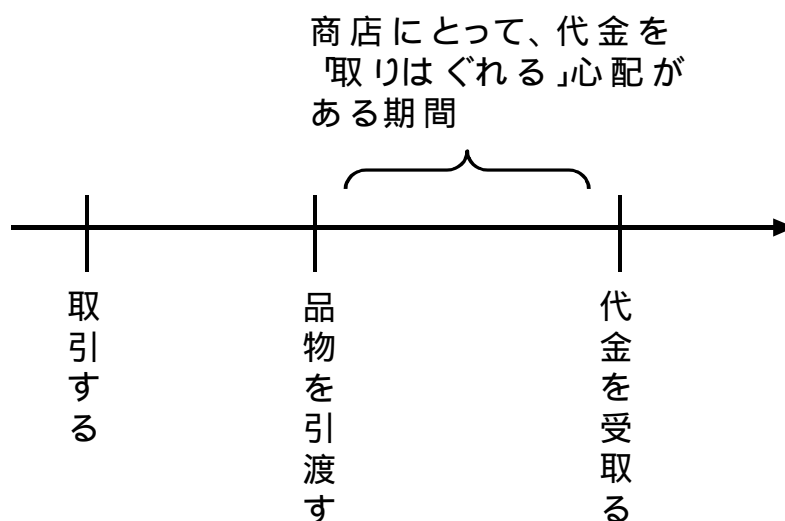 商店にとって、代金を
「取りはぐれる」心配が
ある期間
取引する
品物を引渡す
代金を受取る